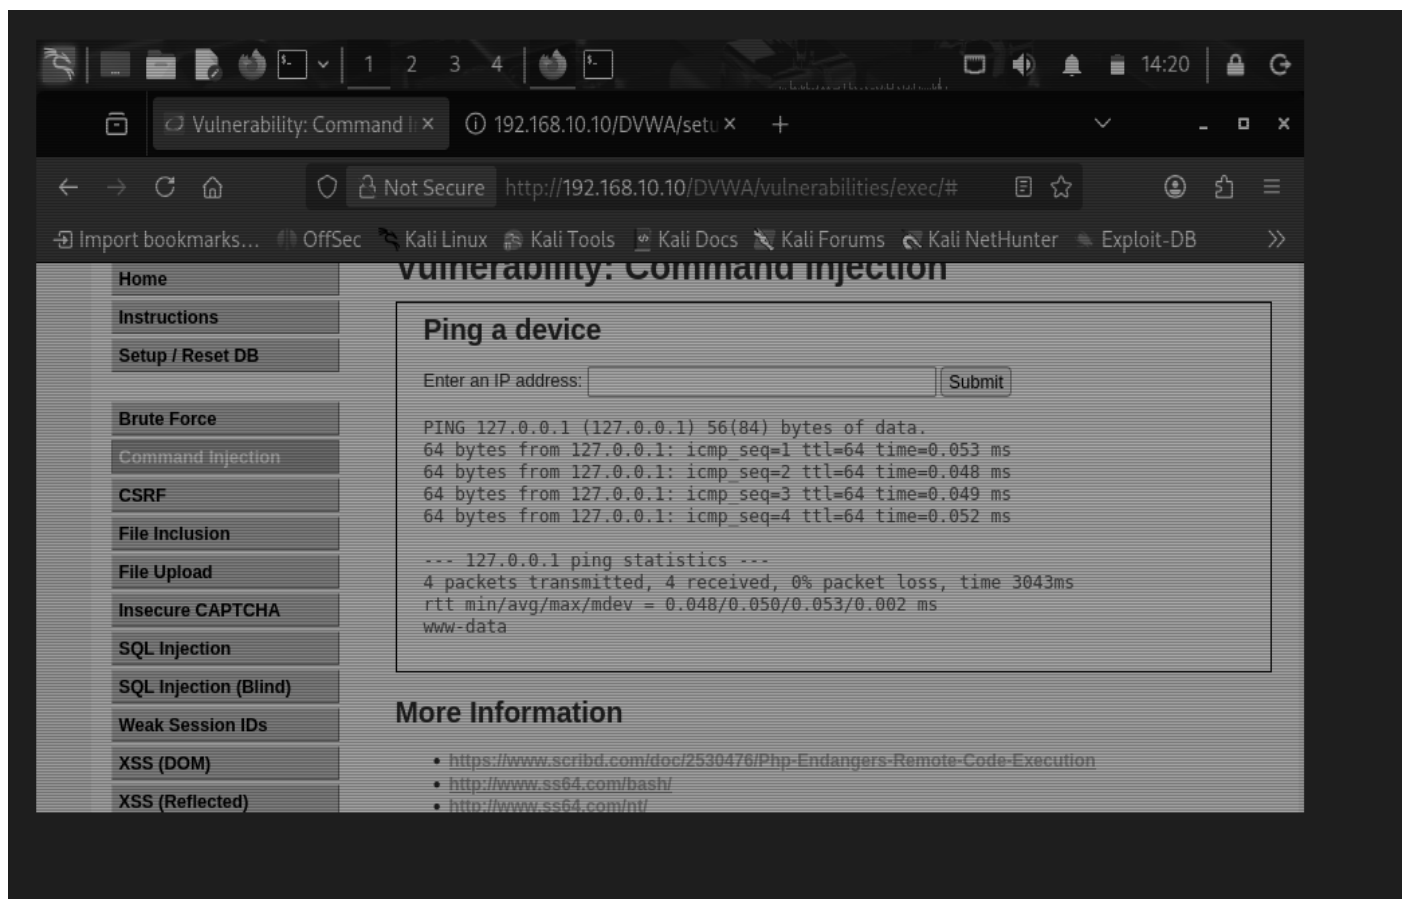 1 2 3 4 14:20
Vulnerability: Command I 192.168.10.10/DVWA/setu
Not Secure http://192.168.10.10/DVWA/vulnerabilities/exec/#
Import bookmarks... OffSec Kali Linux Kali Tools Kali Docs Kali Forums Kali NetHunter Exploit-DB
Vulnerability: Command Injection
Home
Instructions
Setup / Reset DB
Brute Force
Command Injection
CSRF
File Inclusion
File Upload
Insecure CAPTCHA
SQL Injection
SQL Injection (Blind)
Weak Session IDs
XSS (DOM)
XSS (Reflected)
Ping a device
Enter an IP address: Submit
PING 127.0.0.1 (127.0.0.1) 56(84) bytes of data.
64 bytes from 127.0.0.1: icmp_seq=1 ttl=64 time=0.053 ms
64 bytes from 127.0.0.1: icmp_seq=2 ttl=64 time=0.048 ms
64 bytes from 127.0.0.1: icmp_seq=3 ttl=64 time=0.049 ms
64 bytes from 127.0.0.1: icmp_seq=4 ttl=64 time=0.052 ms
--- 127.0.0.1 ping statistics ---
4 packets transmitted, 4 received, 0% packet loss, time 3043ms
rtt min/avg/max/mdev = 0.048/0.050/0.053/0.002 ms
www-data
More Information
• https://www.scribd.com/doc/2530476/Php-Endangers-Remote-Code-Execution
• http://www.ss64.com/bash/
• http://www.ss64.com/nt/